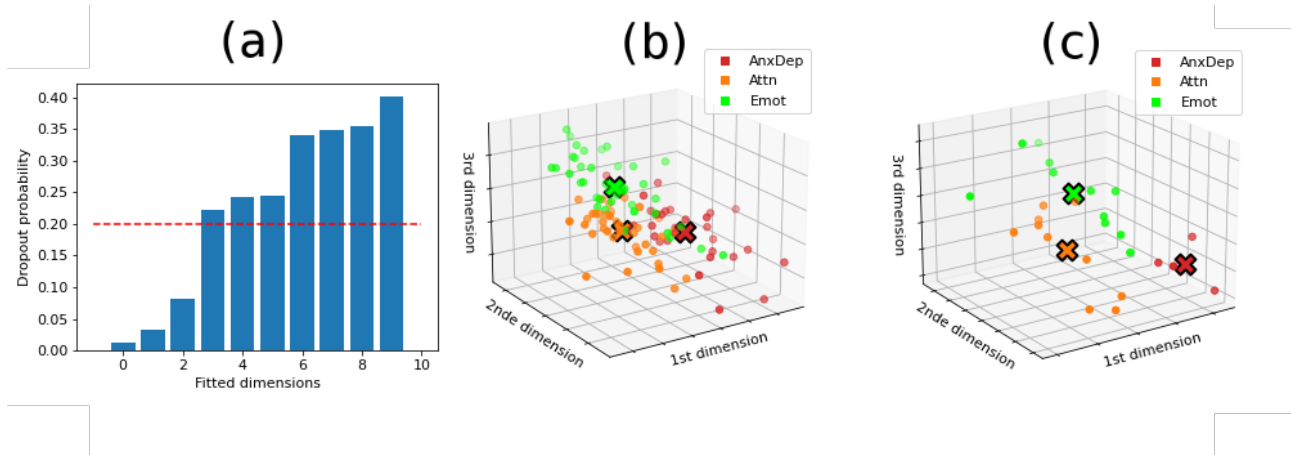 (a)
Dropout probability
0.40
0.35
0.30
0.25
0.20
0.15
0.10
0.05
0.00
0 2 4 6 8 10
Fitted dimensions
(b)
AnxDep
Attn
Emot
3rd dimension
2nde dimension
1st dimension
(c)
AnxDep
Attn
Emot
3rd dimension
2nde dimension
1st dimension